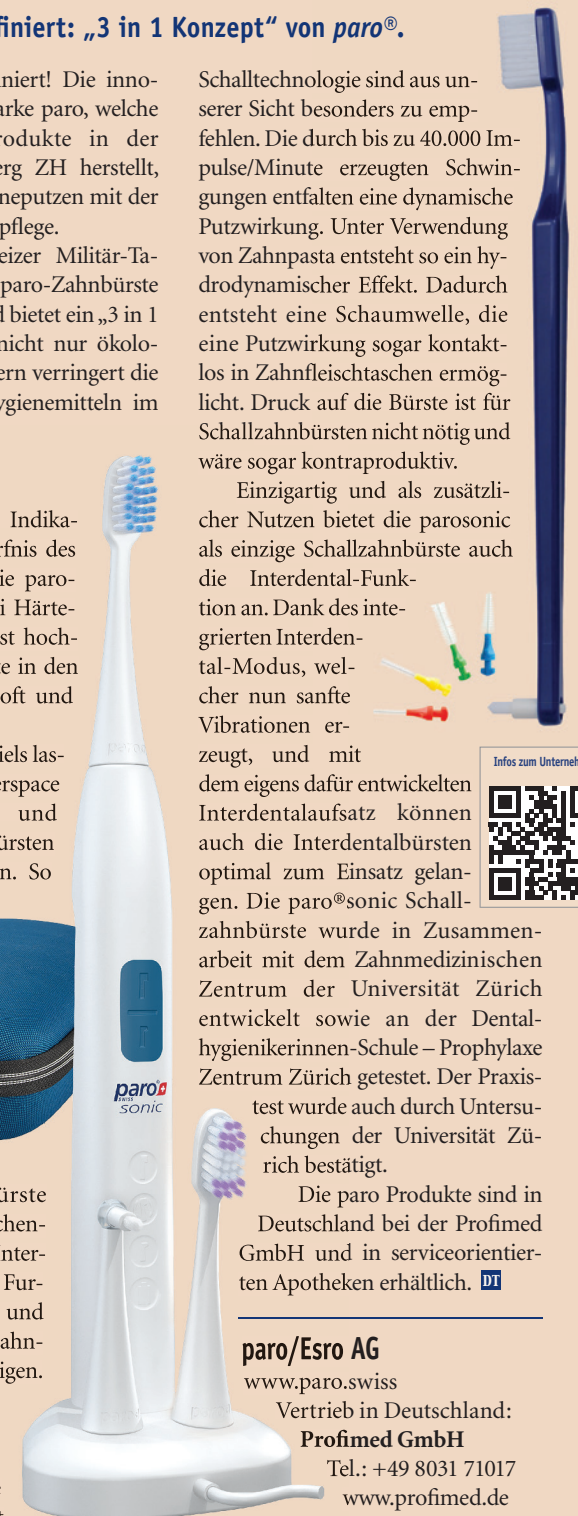 finiert: „3 in 1 Konzept“ von paro®.
niert! Die inno-
arke paro, welche
rodukte in der
erg ZH herstellt,
neputzen mit der
pflege.
eizer Militär-Ta-
paro-Zahnbürste
d bietet ein „3 in 1
nicht nur ökolo-
ern verringert die
ygienemitteln im
Indika-
rfnis des
ie paro-
i Härte-
st hoch-
te in den
oft und
iels las-
erspace
und
ürsten
n. So
ürste
chen-
nter-
Fur-
und
ahn-
igen.
Schalltechnologie sind aus un-
serer Sicht besonders zu emp-
fehlen. Die durch bis zu 40.000 Im-
pulse/Minute erzeugten Schwin-
gungen entfalten eine dynamische
Putzwirkung. Unter Verwendung
von Zahnpasta entsteht so ein hy-
drodynamischer Effekt. Dadurch
entsteht eine Schaumwelle, die
eine Putzwirkung sogar kontakt-
los in Zahnfleischtaschen ermög-
licht. Druck auf die Bürste ist für
Schallzahnbürsten nicht nötig und
wäre sogar kontraproduktiv.
Einzigartig und als zusätzli-
cher Nutzen bietet die parosonic
als einzige Schallzahnbürste auch
die Interdental-Funk-
tion an. Dank des inte-
grierten Interden-
tal-Modus, wel-
cher nun sanfte
Vibrationen er-
zeugt, und mit
dem eigens dafür entwickelten
Interdentalaufsatz können
auch die Interdentalbürsten
optimal zum Einsatz gelan-
gen. Die paro®sonic Schall-
zahnbürste wurde in Zusammen-
arbeit mit dem Zahnmedizinischen
Zentrum der Universität Zürich
entwickelt sowie an der Dental-
hygienikerinnen-Schule – Prophylaxe
Zentrum Zürich getestet. Der Praxis-
test wurde auch durch Untersu-
chungen der Universität Zü-
rich bestätigt.
Die paro Produkte sind in
Deutschland bei der Profimed
GmbH und in serviceorientier-
ten Apotheken erhältlich. DT
paro/Esro AG
www.paro.swiss
Vertrieb in Deutschland:
Profimed GmbH
Tel.: +49 8031 71017
www.profimed.de
Infos zum Unterneh
paro®
SWISS
sonic